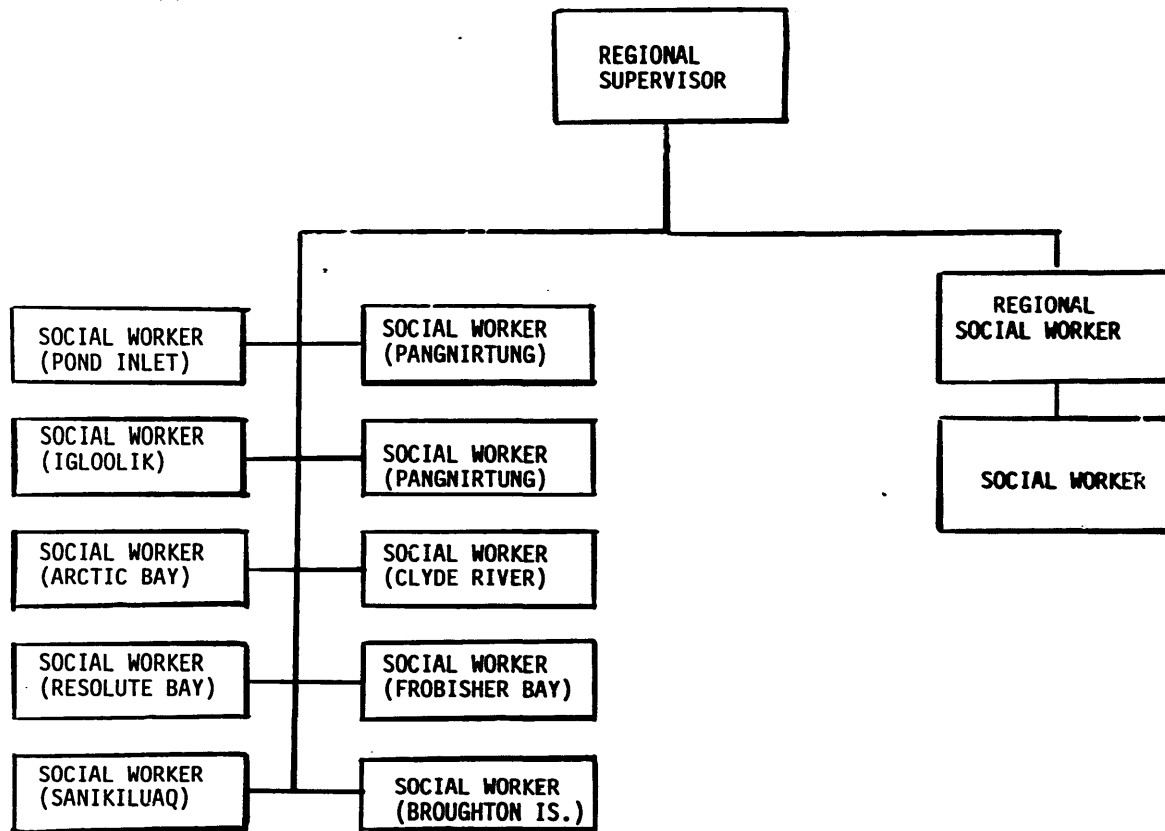 REGIONAL
SUPERVISOR
REGIONAL
SOCIAL WORKER
SOCIAL WORKER
SOCIAL WORKER
(POND INLET)
SOCIAL WORKER
(PANGNIRTUNG)
SOCIAL WORKER
(IGLOOLIK)
SOCIAL WORKER
(PANGNIRTUNG)
SOCIAL WORKER
(ARCTIC BAY)
SOCIAL WORKER
(CLYDE RIVER)
SOCIAL WORKER
(RESOLUTE BAY)
SOCIAL WORKER
(FROBISHER BAY)
SOCIAL WORKER
(SANIKILUAQ)
SOCIAL WORKER
(BROUGHTON IS.)